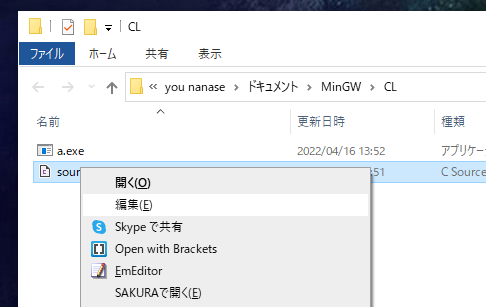 CL
ファイル ホーム 共有 表示
« you nanase > ドキュメント > MinGW > CL
名前 更新日時 種類
a.exe 2022/04/16 13:52 アプリケー
sour :51 C Source
開く(O)
編集(E)
Skype で共有
Open with Brackets
EmEditor
SAKURAで開く(E)